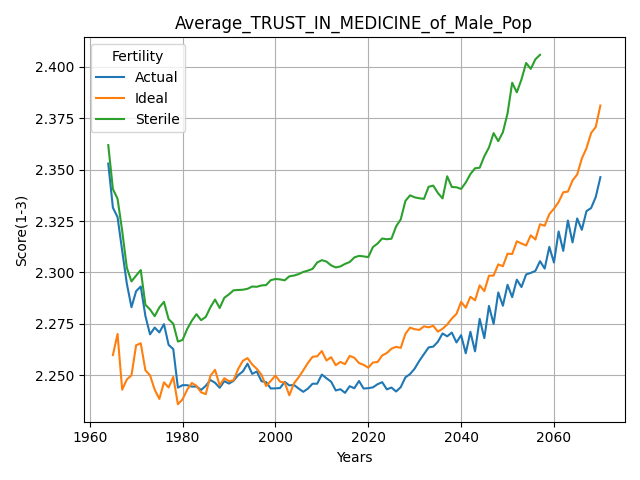 Average_TRUST_IN_MEDICINE_of_Male_Pop
Fertility
Actual
Ideal
Sterile
Score(1-3)
2.400
2.375
2.350
2.325
2.300
2.275
2.250
1960
1980
2000
2020
2040
2060
Years